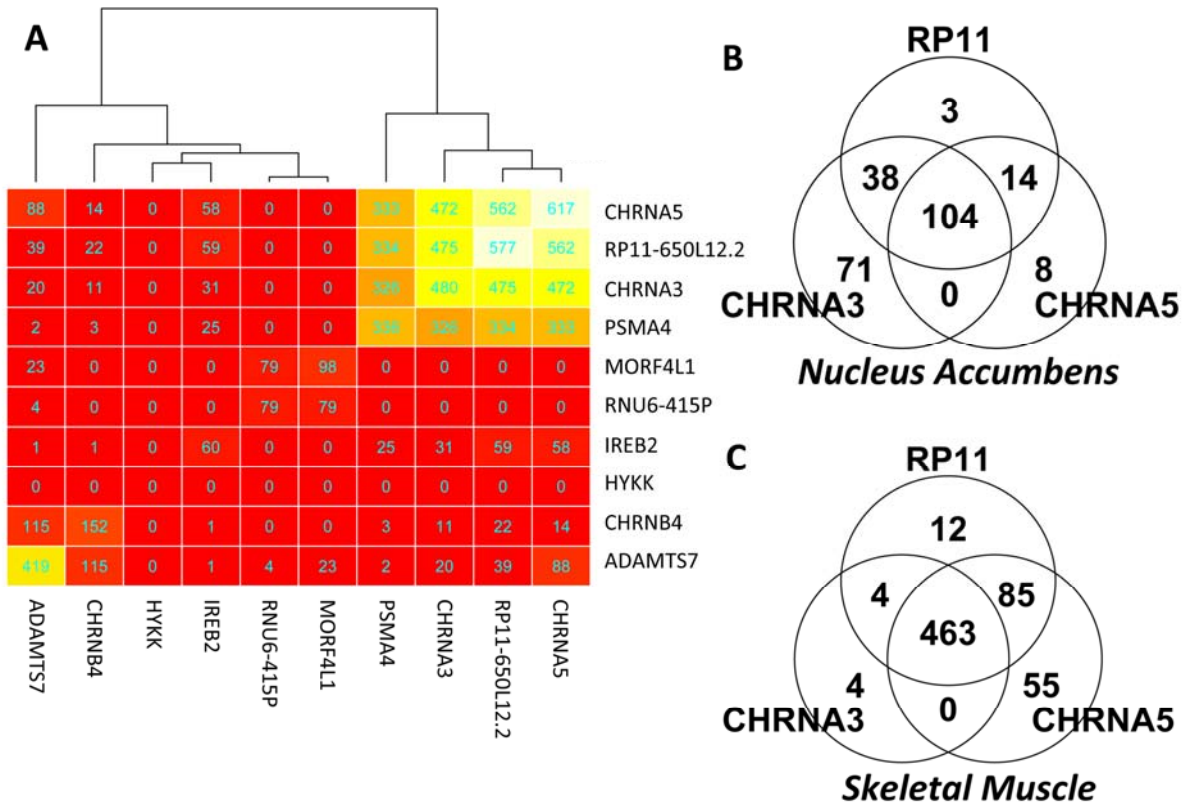 A
88 14 0 58 0 0 333 472 562 617 CHRNA5
39 22 0 59 0 0 334 475 577 562 RP11-650L12.2
20 11 0 31 0 0 326 480 475 472 CHRNA3
2 3 0 25 0 0 336 326 334 333 PSMA4
23 0 0 0 79 98 0 0 0 0 MORF4L1
4 0 0 0 79 79 0 0 0 0 RNU6-415P
1 1 0 60 0 0 25 31 59 58 IREB2
0 0 0 0 0 0 0 0 0 0 HYKK
115 152 0 1 0 0 3 11 22 14 CHRNB4
419 115 0 1 4 23 2 20 39 88 ADAMTS7
ADAMTS7
CHRNB4
HYKK
IREB2
RNU6-415P
MORF4L1
PSMA4
CHRNA3
RP11-650L12.2
CHRNA5
B
RP11
3
38 14
104
71 0 8
CHRNA3 CHRNA5
Nucleus Accumbens
C
RP11
12
4 85
463
4 0 55
CHRNA3 CHRNA5
Skeletal Muscle